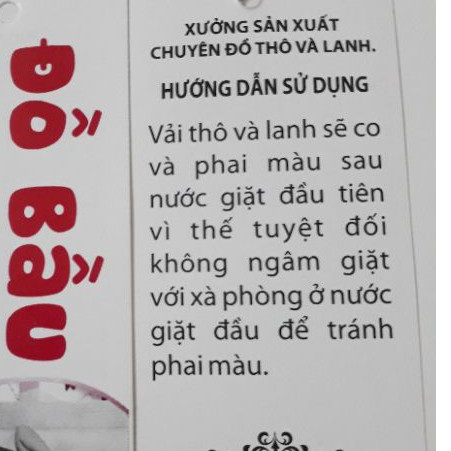 ĐỒ BẦU
XƯỞNG SẢN XUẤT
CHUYÊN ĐỒ THÔ VÀ LANH.
HƯỚNG DẪN SỬ DỤNG
Vải thô và lanh sẽ co
và phai màu sau
nước giặt đầu tiên
vì thế tuyệt đối
không ngâm giặt
với xà phòng ở nước
giặt đầu để tránh
phai màu.